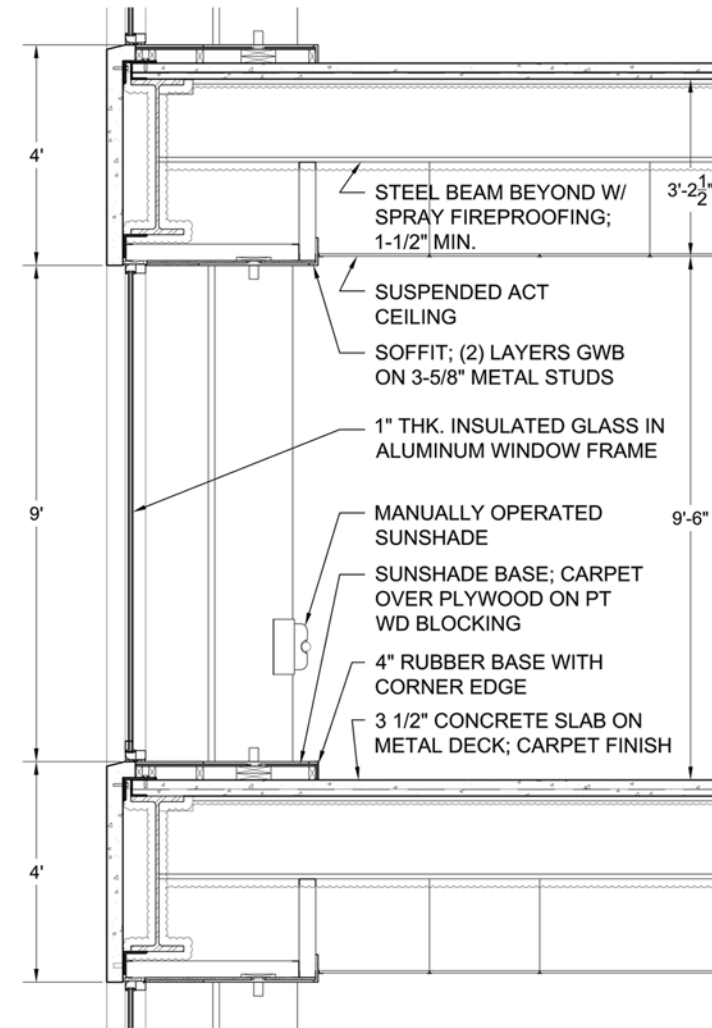 4'
STEEL BEAM BEYOND W/
SPRAY FIREPROOFING;
1-1/2" MIN.
3'-2 1/2"
SUSPENDED ACT
CEILING
SOFFIT; (2) LAYERS GWB
ON 3-5/8" METAL STUDS
1" THK. INSULATED GLASS IN
ALUMINUM WINDOW FRAME
9'
MANUALLY OPERATED
SUNSHADE
9'-6"
SUNSHADE BASE; CARPET
OVER PLYWOOD ON PT
WD BLOCKING
4" RUBBER BASE WITH
CORNER EDGE
3 1/2" CONCRETE SLAB ON
METAL DECK; CARPET FINISH
4'